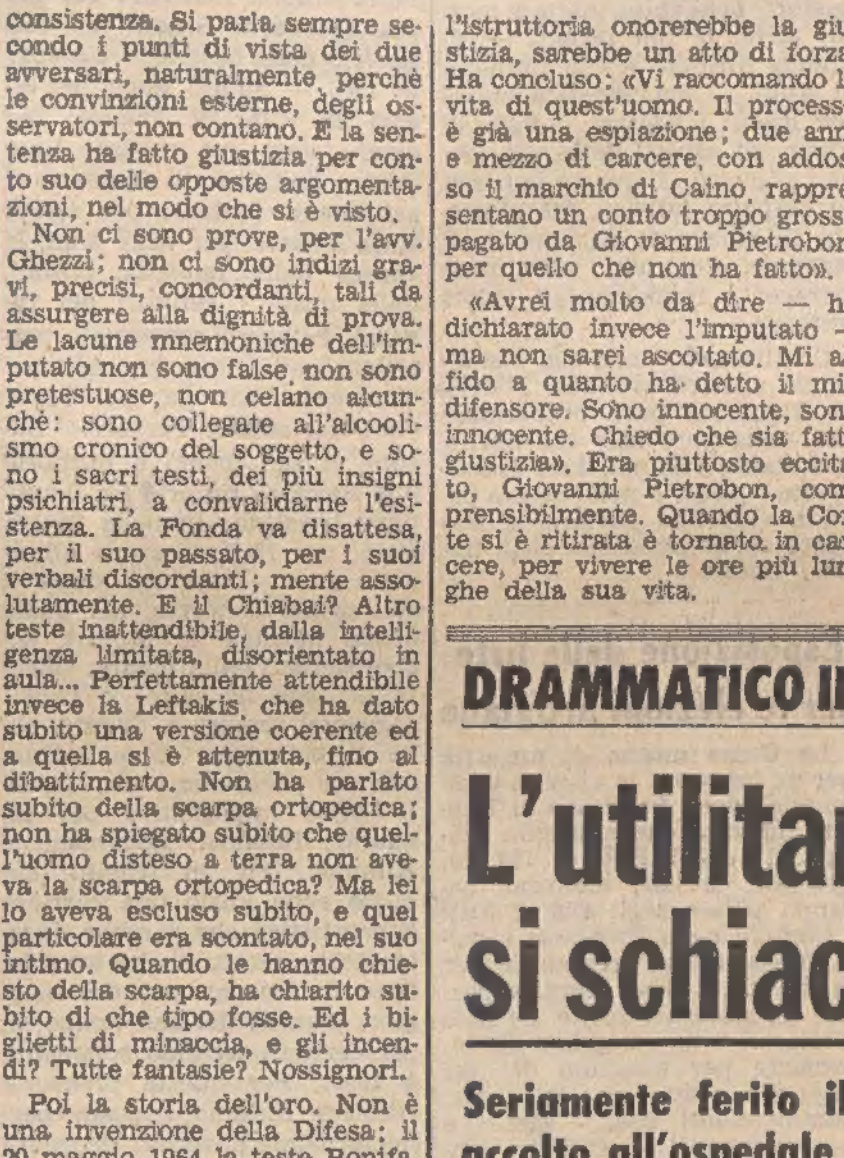 consistenza. Si parla sempre se-
condo i punti di vista dei due
avversari, naturalmente, perchè
le convinzioni esterne, degli os-
servatori, non contano. E la sen-
tenza ha fatto giustizia per con-
to suo delle opposte argomenta-
zioni, nel modo che si è visto.
Non ci sono prove, per l'avv.
Ghezzi; non ci sono indizi gra-
vi, precisi, concordanti, tali da
assurgere alla dignità di prova.
Le lacune mnemoniche dell'im-
putato non sono false, non sono
pretestuose, non celano alcun-
chè: sono collegate all'alcooli-
smo cronico del soggetto, e so-
no i sacri testi, dei più insigni
psichiatri, a convalidarne l'esi-
stenza. La Fonda va disattesa,
per il suo passato, per i suoi
verbali discordanti; mente asso-
lutamente. E il Chiabai? Altro
teste inattendibile, dalla intelli-
genza limitata, disorientato in
aula... Perfettamente attendibile
invece la Leftakis, che ha dato
subito una versione coerente ed
a quella si è attenuta, fino al
dibattimento. Non ha parlato
subito della scarpa ortopedica;
non ha spiegato subito che quel-
l'uomo disteso a terra non ave-
va la scarpa ortopedica? Ma lei
lo aveva escluso subito, e quel
particolare era scontato, nel suo
intimo. Quando le hanno chie-
sto della scarpa, ha chiarito su-
bito di che tipo fosse. Ed i bi-
glietti di minaccia, e gli incen-
di? Tutte fantasie? Nossignori.
Poi la storia dell'oro. Non è
una invenzione della Difesa: il
20 maggio 1964 la teste Bonifa-
l'istruttoria onorerebbe la giu
stizia, sarebbe un atto di forza
Ha concluso: «Vi raccomando l
vita di quest'uomo. Il process
è già una espiazione; due ann
e mezzo di carcere, con addos
so il marchio di Caino, rappre
sentano un conto troppo gross
pagato da Giovanni Pietrobon
per quello che non ha fatto».
«Avrei molto da dire — h
dichiarato invece l'imputato —
ma non sarei ascoltato. Mi a
fido a quanto ha detto il mi
difensore. Sono innocente, son
innocente. Chiedo che sia fatt
giustizia». Era piuttosto eccita
to, Giovanni Pietrobon, com
prensibilmente. Quando la Cor
te si è ritirata è tornato in car
cere, per vivere le ore più lun
ghe della sua vita.
DRAMMATICO I
L'utilitar
si schiac
Seriamente ferito il
accolto all'ospedale